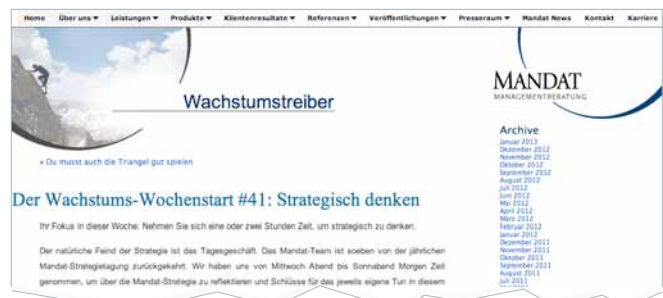 Home Über uns ▾ Leistungen ▾ Produkte ▾ Klientenresultate ▾ Referenzen ▾ Veröffentlichungen ▾ Presseraum ▾ Mandat News Kontakt Karriere
Wachstumstreiber
MANDAT
MANAGEMENTBERATUNG
« Du musst auch die Triangel gut spielen
Der Wachstums-Wochenstart #41: Strategisch denken
Ihr Fokus in dieser Woche: Nehmen Sie sich eine oder zwei Stunden Zeit, um strategisch zu denken.
Der natürliche Feind der Strategie ist das Tagesgeschäft. Das Mandat-Team ist soeben von der jährlichen
Mandat-Strategietagung zurückgekehrt. Wir haben uns von Mittwoch Abend bis Sonnabend Morgen Zeit
genommen, um über die Mandat-Strategie zu reflektieren und Schlüsse für das jeweils eigene Tun in diesem
Archive
Januar 2013
Dezember 2012
November 2012
Oktober 2012
September 2012
August 2012
Juli 2012
Juni 2012
Mai 2012
April 2012
März 2012
Februar 2012
Januar 2012
Dezember 2011
November 2011
Oktober 2011
September 2011
August 2011
Juli 2011